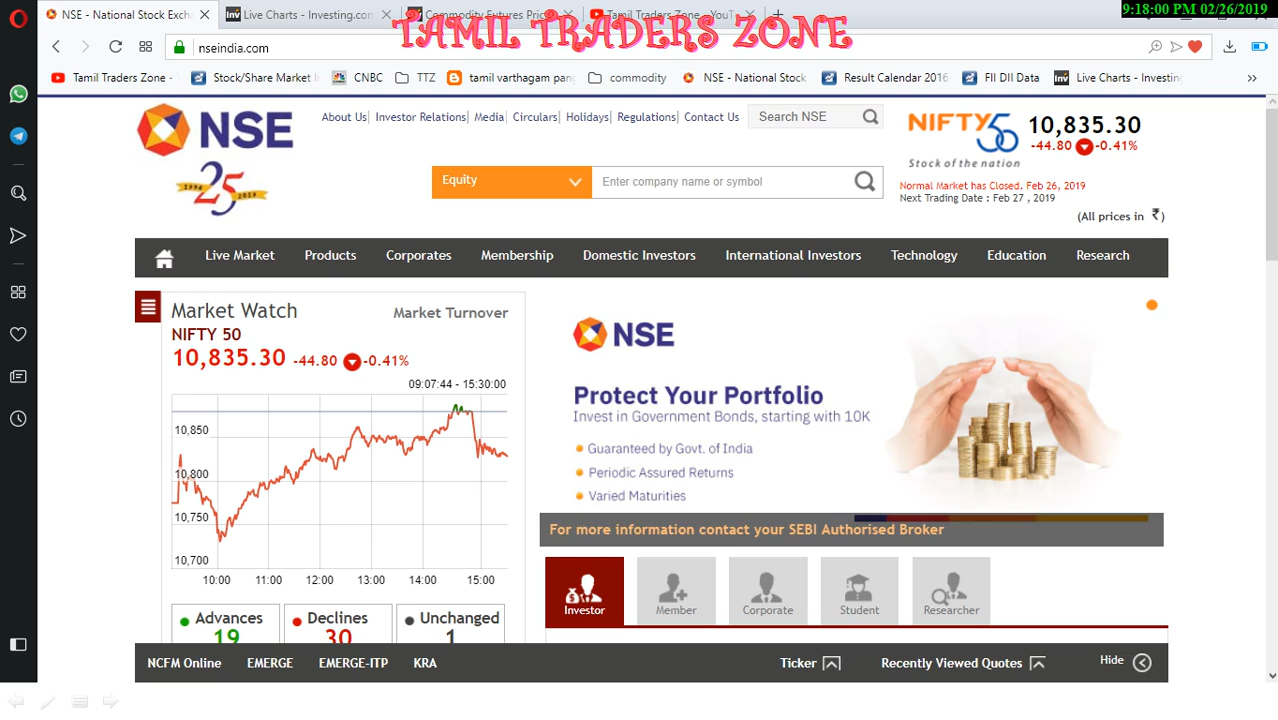 NSE - National Stock Excha
Live Charts - Investing.com
Commodity Futures Pric
Tamil Traders Zone - YouT
9:18:00 PM 02/26/2019
TAMIL TRADERS ZONE
nseindia.com
Tamil Traders Zone -
Stock/Share Market
CNBC
TTZ
tamil varthagam pan
commodity
NSE - National Stock
Result Calendar 2016
FII DII Data
Live Charts - Investin
»
NSE
1994 25 2019
About Us| Investor Relations| Media| Circulars| Holidays| Regulations| Contact Us
Search NSE
NIFTY 50
Stock of the nation
10,835.30
-44.80 -0.41%
Equity
Enter company name or symbol
Normal Market has Closed. Feb 26, 2019
Next Trading Date : Feb 27 , 2019
(All prices in ₹)
Live Market Products Corporates Membership Domestic Investors International Investors Technology Education Research
Market Watch
Market Turnover
NIFTY 50
10,835.30 -44.80 -0.41%
09:07:44 - 15:30:00
10,850
10,800
10,750
10,700
10:00 11:00 12:00 13:00 14:00 15:00
Advances
19
Declines
30
Unchanged
1
NSE
Protect Your Portfolio
Invest in Government Bonds, starting with 10K
Guaranteed by Govt. of India
Periodic Assured Returns
Varied Maturities
For more information contact your SEBI Authorised Broker
Investor
Member
Corporate
Student
Researcher
NCFM Online EMERGE EMERGE-ITP KRA
Ticker
Recently Viewed Quotes
Hide